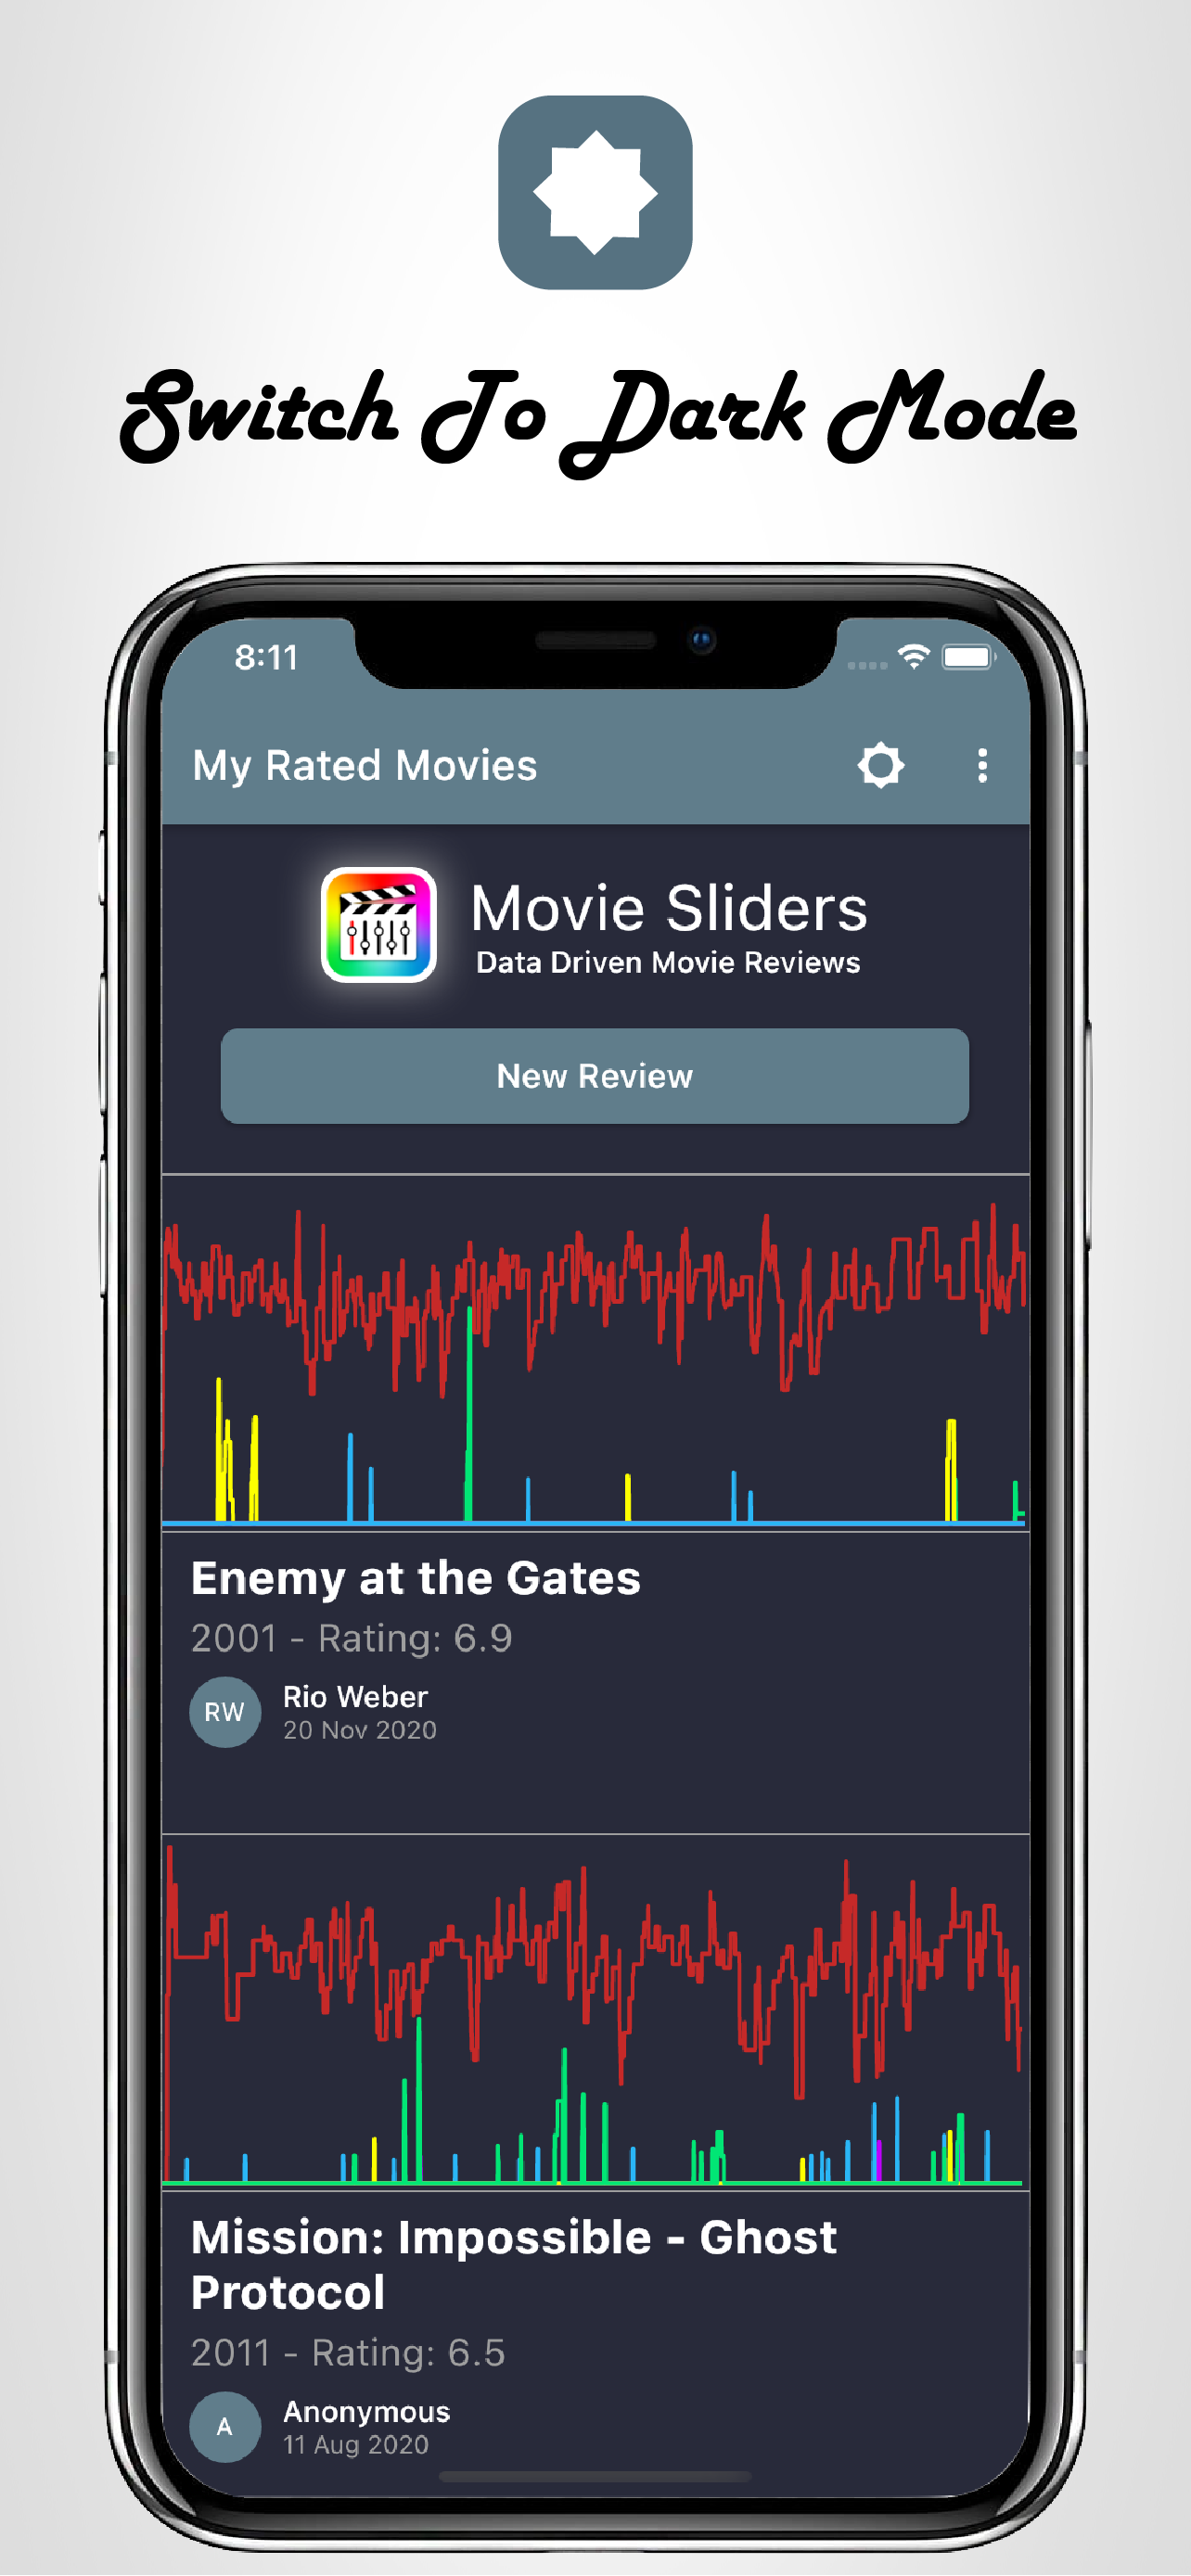 Switch To Dark Mode
8:11
My Rated Movies
Movie Sliders
Data Driven Movie Reviews
New Review
Enemy at the Gates
2001 - Rating: 6.9
RW
Rio Weber
20 Nov 2020
Mission: Impossible - Ghost
Protocol
2011 - Rating: 6.5
A
Anonymous
11 Aug 2020